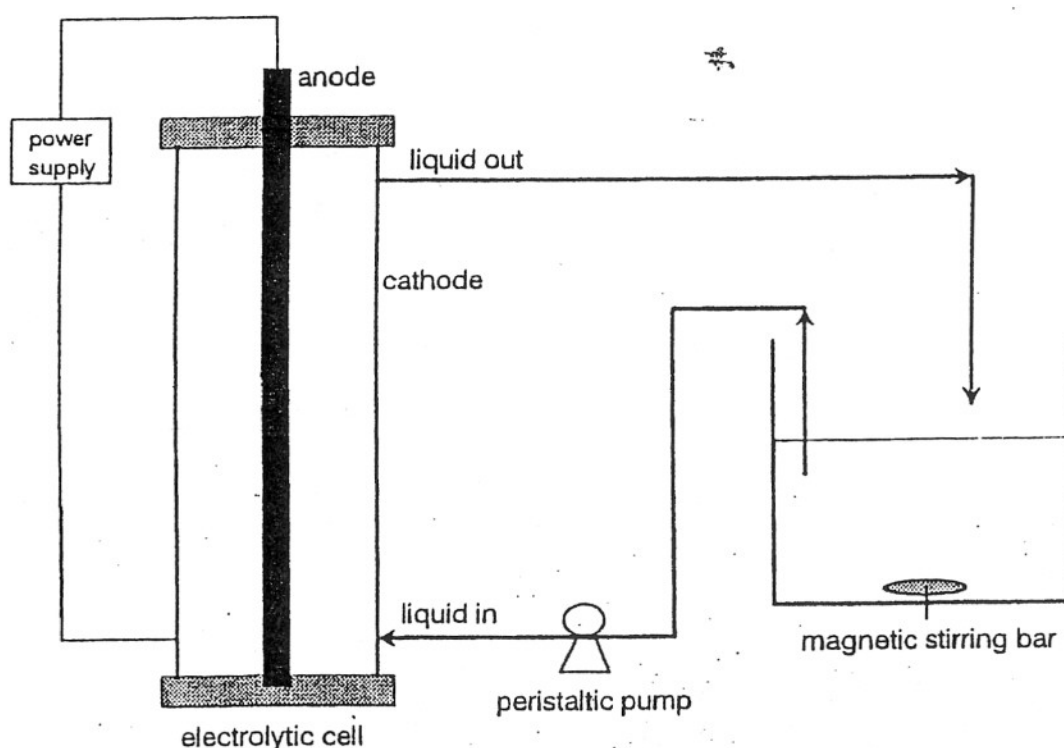 anode
power
supply
liquid out
cathode
liquid in
magnetic stirring bar
peristaltic pump
electrolytic cell